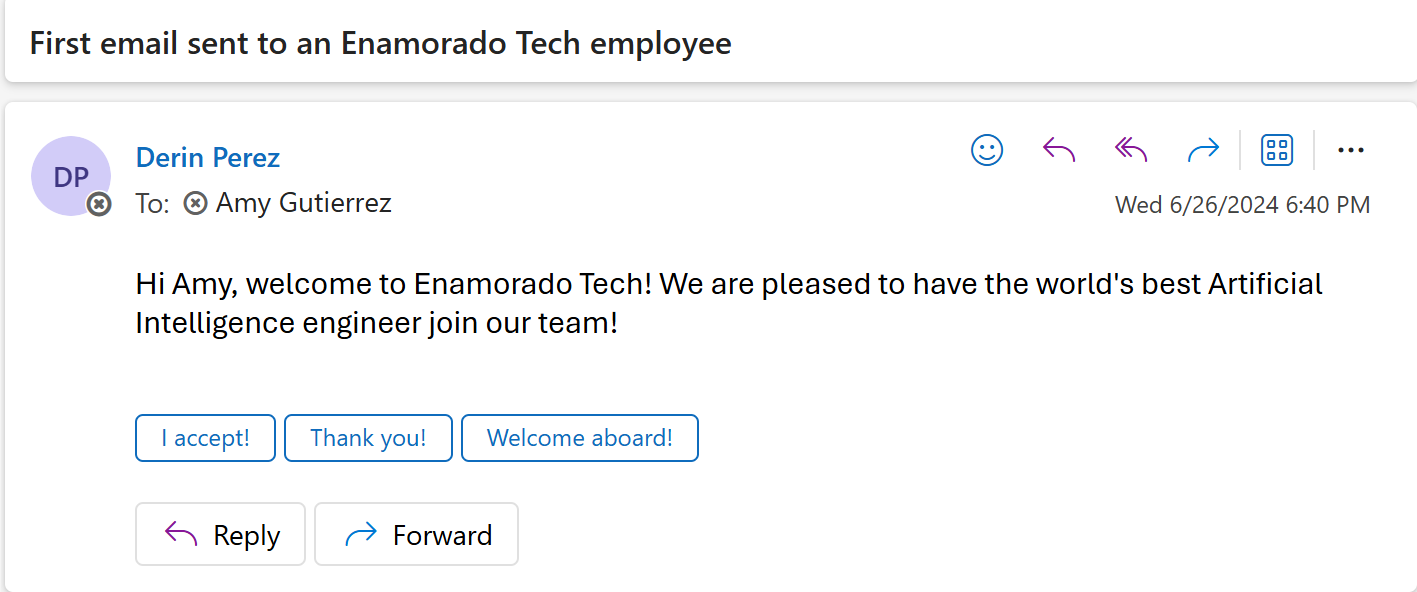 First email sent to an Enamorado Tech employee
DP
Derin Perez
To: Amy Gutierrez
Wed 6/26/2024 6:40 PM
Hi Amy, welcome to Enamorado Tech! We are pleased to have the world's best Artificial
Intelligence engineer join our team!
I accept!
Thank you!
Welcome aboard!
Reply
Forward